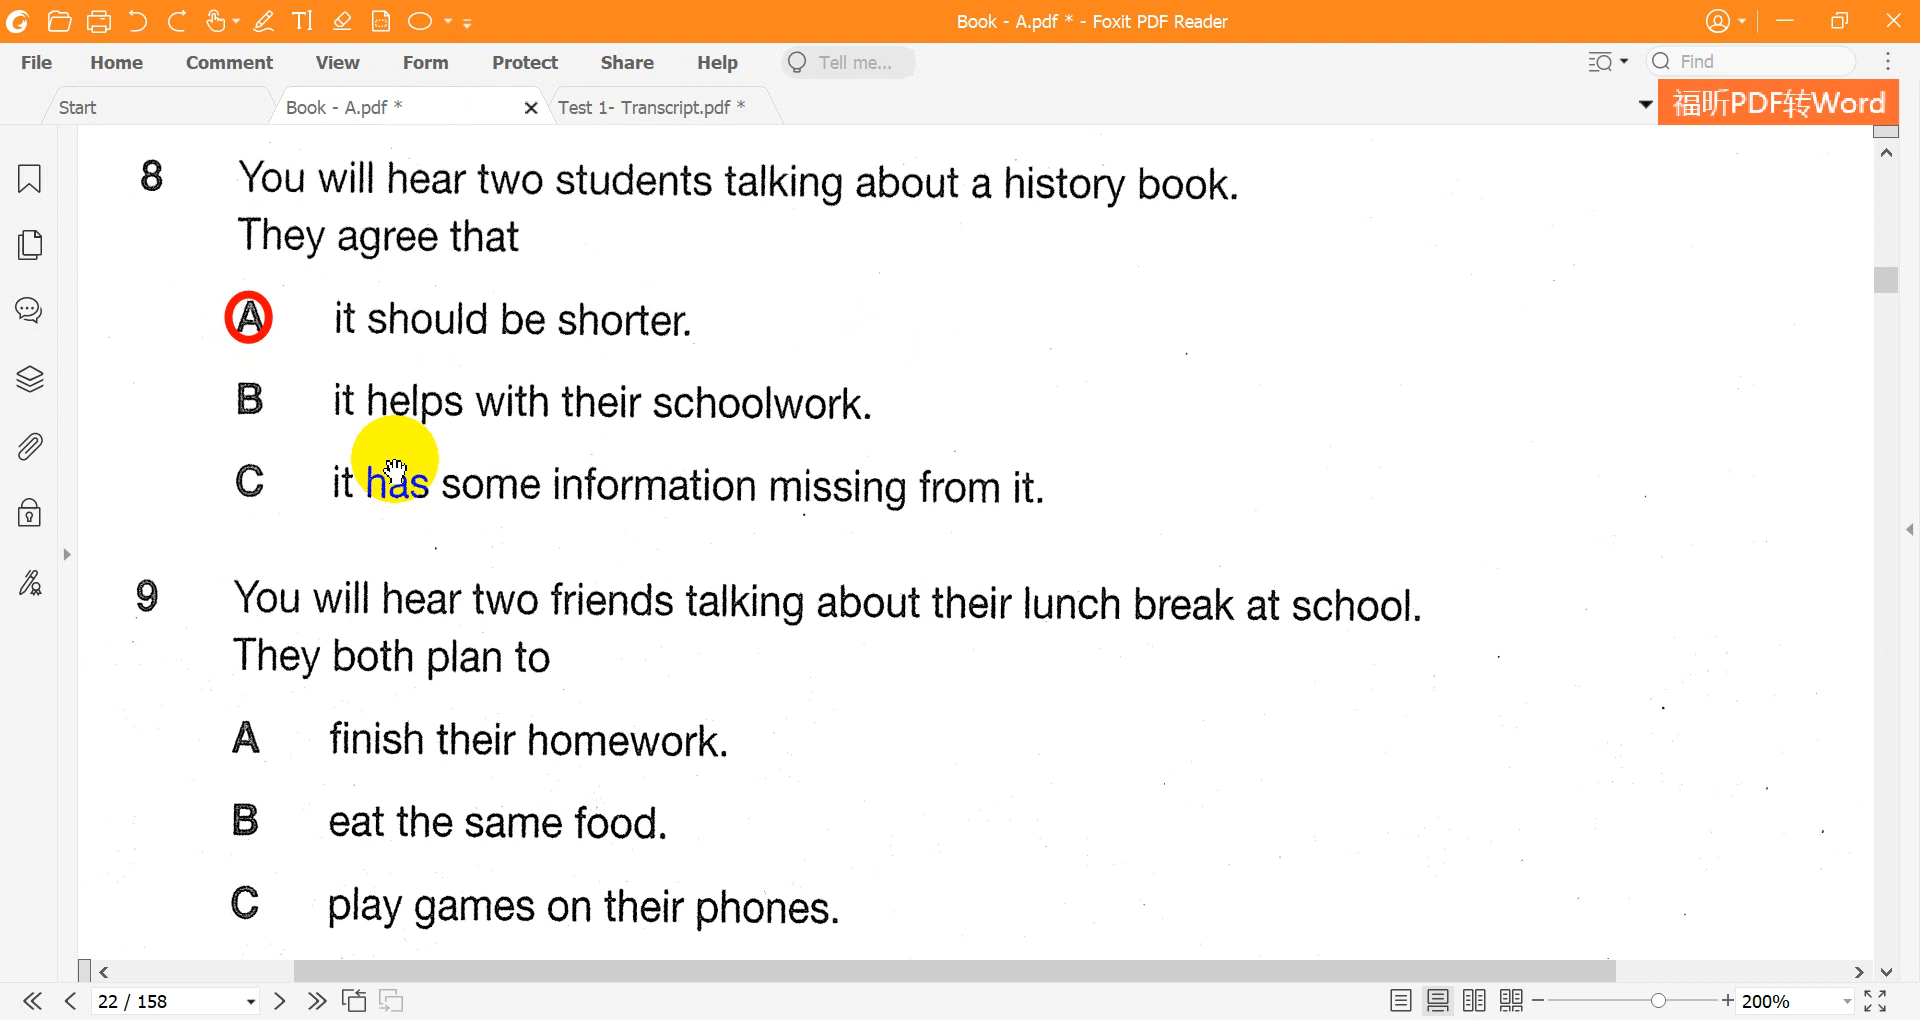 Book - A.pdf * - Foxit PDF Reader
File Home Comment View Form Protect Share Help Tell me... Find
Start Book - A.pdf * Test 1- Transcript.pdf * 福昕PDF转Word
8 You will hear two students talking about a history book.
They agree that
A it should be shorter.
B it helps with their schoolwork.
C it has some information missing from it.
9 You will hear two friends talking about their lunch break at school.
They both plan to
A finish their homework.
B eat the same food.
C play games on their phones.
22 / 158 200%